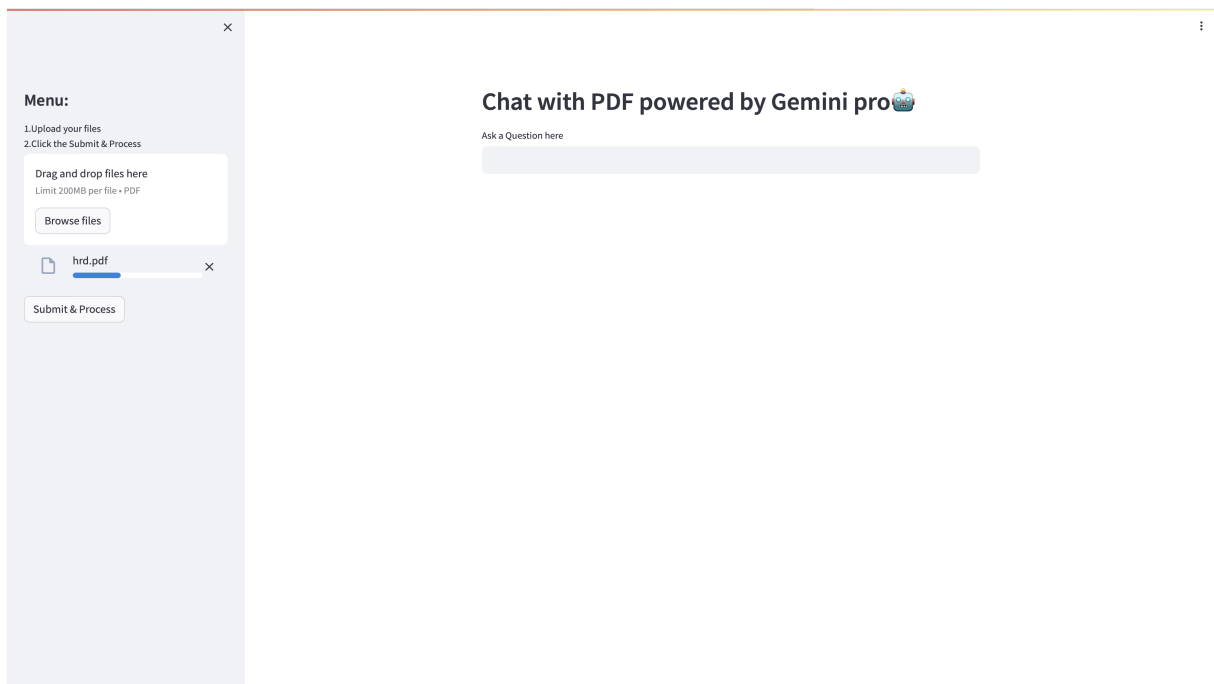 Menu:
1.Upload your files
2.Click the Submit & Process
Drag and drop files here
Limit 200MB per file • PDF
Browse files
hrd.pdf
Submit & Process
Chat with PDF powered by Gemini pro🤖
Ask a Question here